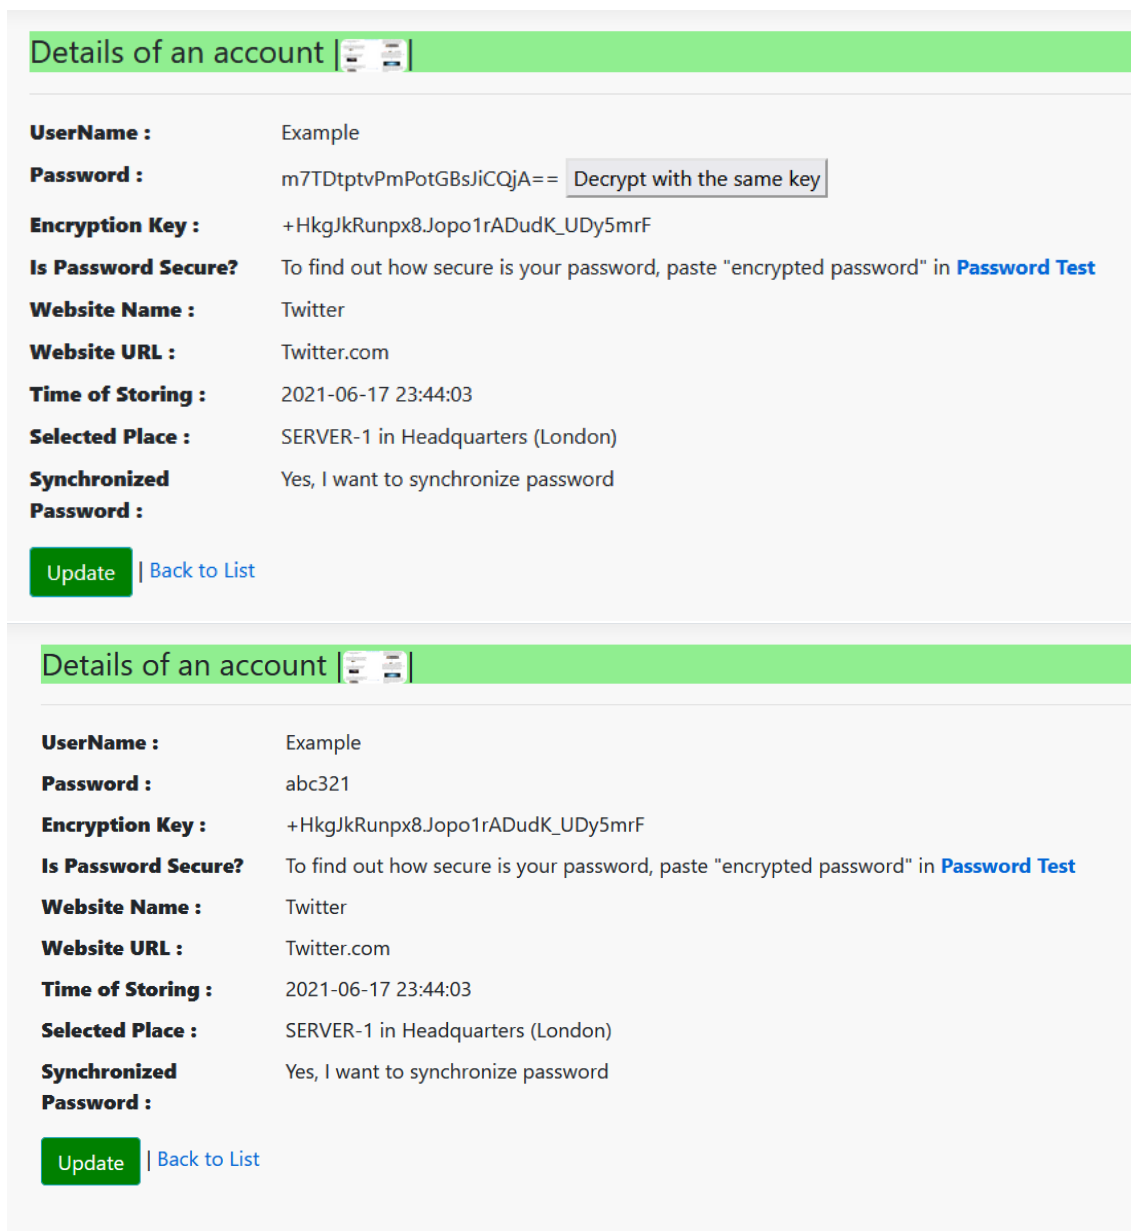 Details of an account | |
UserName : Example
Password : m7TDtptvPmPotGBsJiCQjA== Decrypt with the same key
Encryption Key : +HkgJkRunpx8.Jopo1rADudK_UDy5mrF
Is Password Secure? To find out how secure is your password, paste "encrypted password" in Password Test
Website Name : Twitter
Website URL : Twitter.com
Time of Storing : 2021-06-17 23:44:03
Selected Place : SERVER-1 in Headquarters (London)
Synchronized Yes, I want to synchronize password
Password :
Update | Back to List
Details of an account | |
UserName : Example
Password : abc321
Encryption Key : +HkgJkRunpx8.Jopo1rADudK_UDy5mrF
Is Password Secure? To find out how secure is your password, paste "encrypted password" in Password Test
Website Name : Twitter
Website URL : Twitter.com
Time of Storing : 2021-06-17 23:44:03
Selected Place : SERVER-1 in Headquarters (London)
Synchronized Yes, I want to synchronize password
Password :
Update | Back to List